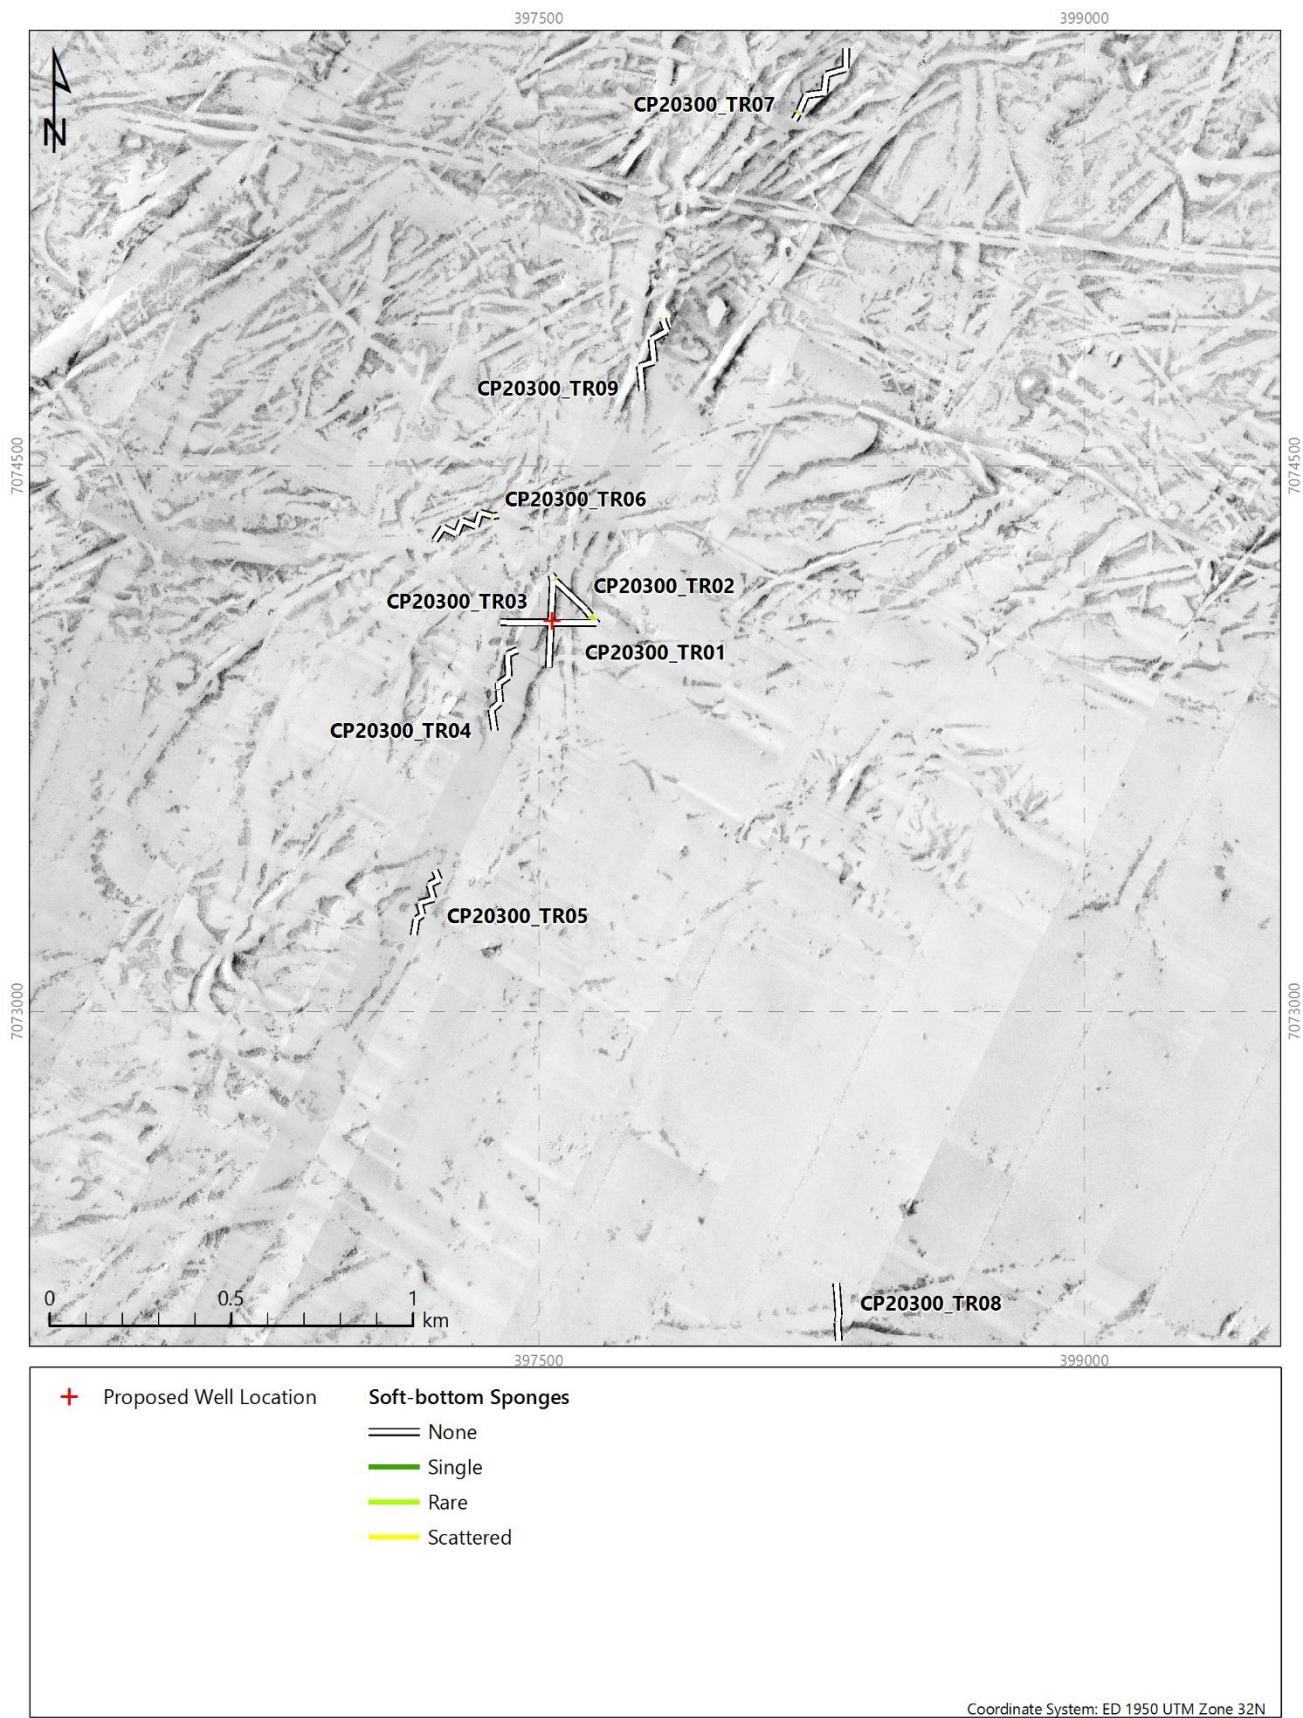 397500
399000
N
CP20300_TR07
CP20300_TR09
7074500
7074500
CP20300_TR06
CP20300_TR02
CP20300_TR03
CP20300_TR01
CP20300_TR04
CP20300_TR05
7073000
7073000
0 0.5 1
km
CP20300_TR08
397500
399000
Proposed Well Location
Soft-bottom Sponges
None
Single
Rare
Scattered
Coordinate System: ED 1950 UTM Zone 32N